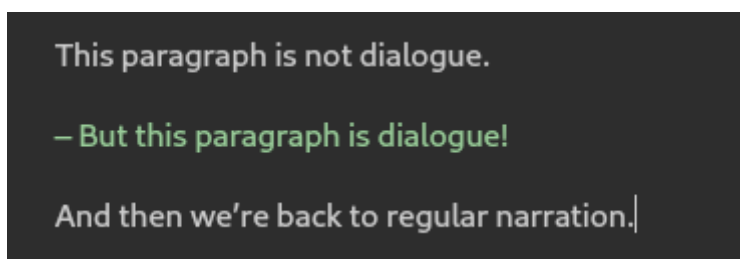 This paragraph is not dialogue.
– But this paragraph is dialogue!
And then we’re back to regular narration.